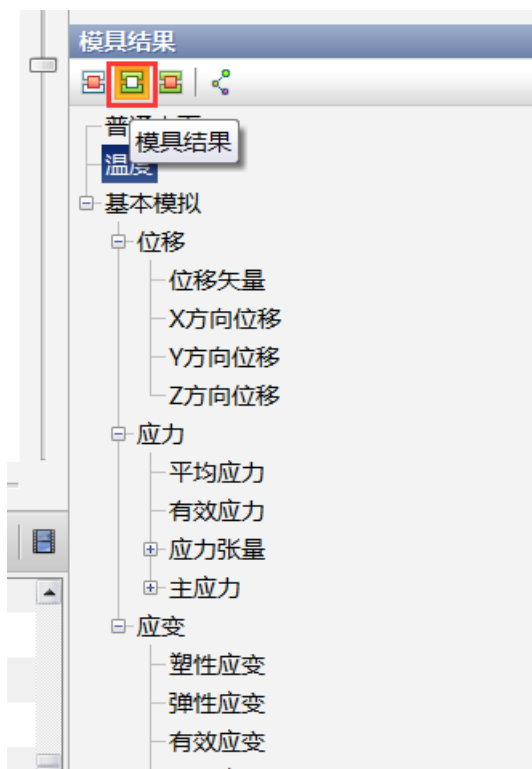 模具结果
模具结果
温度
基本模拟
位移
位移矢量
X方向位移
Y方向位移
Z方向位移
应力
平均应力
有效应力
应力张量
主应力
应变
塑性应变
弹性应变
有效应变